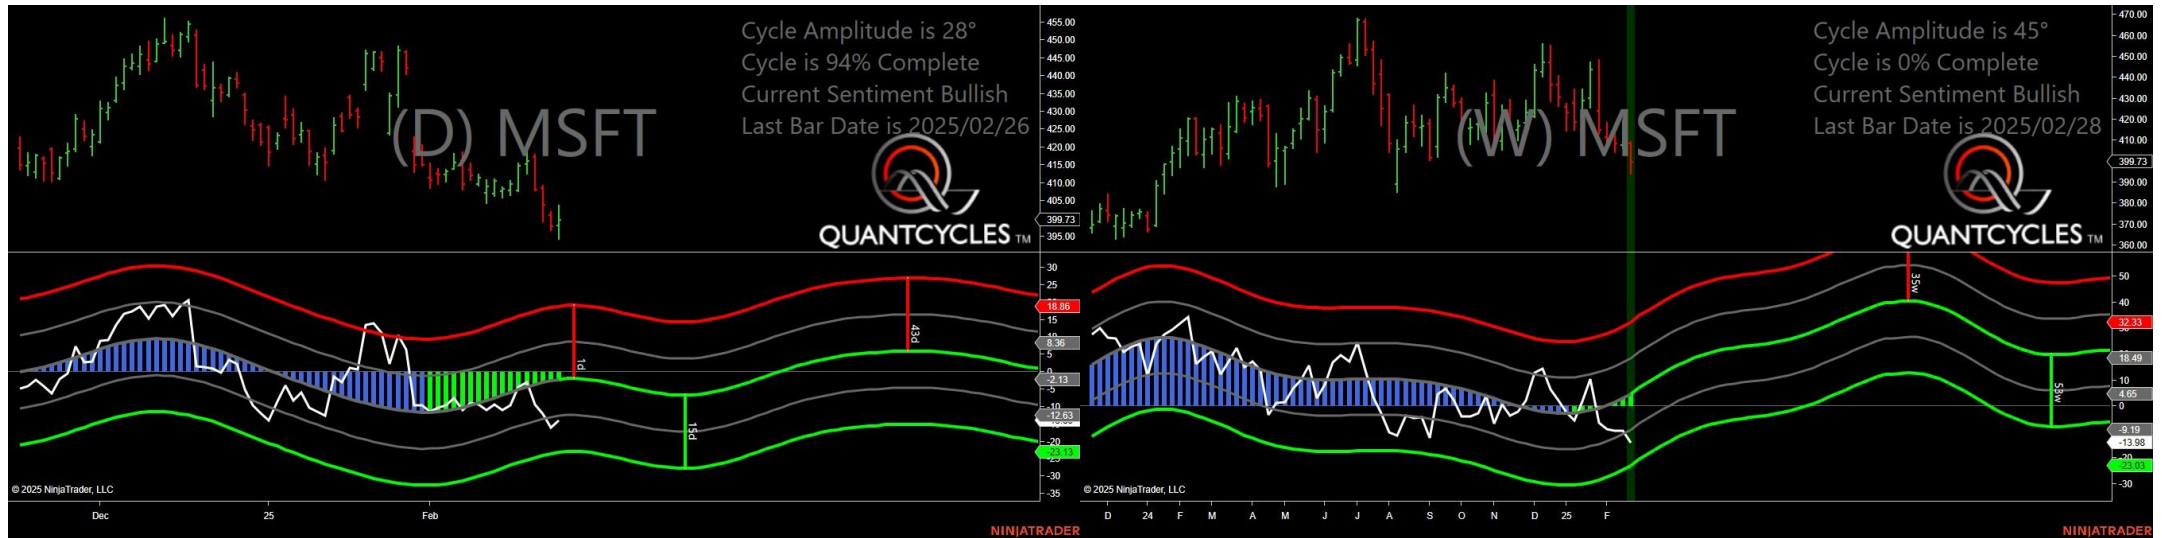 Cycle Amplitude is 28°
Cycle is 94% Complete
Current Sentiment Bullish
Last Bar Date is 2025/02/26
(D) MSFT
QUANTCYCLES TM
455.00
450.00
445.00
440.00
435.00
430.00
425.00
420.00
415.00
410.00
405.00
399.73
395.00
30
25
18.86
15
8.36
5
0
-2.13
-5
-10
-12.63
-20
-23.13
-30
-35
1d
15d
43d
© 2025 NinjaTrader, LLC
Dec
25
Feb
NINJATRADER
Cycle Amplitude is 45°
Cycle is 0% Complete
Current Sentiment Bullish
Last Bar Date is 2025/02/28
(W) MSFT
QUANTCYCLES TM
470.00
460.00
450.00
440.00
430.00
420.00
410.00
399.73
390.00
380.00
370.00
360.00
50
40
32.33
18.49
10
4.65
0
-9.19
-13.98
-23.03
-30
35w
53w
© 2025 NinjaTrader, LLC
D
24
F
M
A
M
J
J
A
S
O
N
D
25
F
NINJATRADER